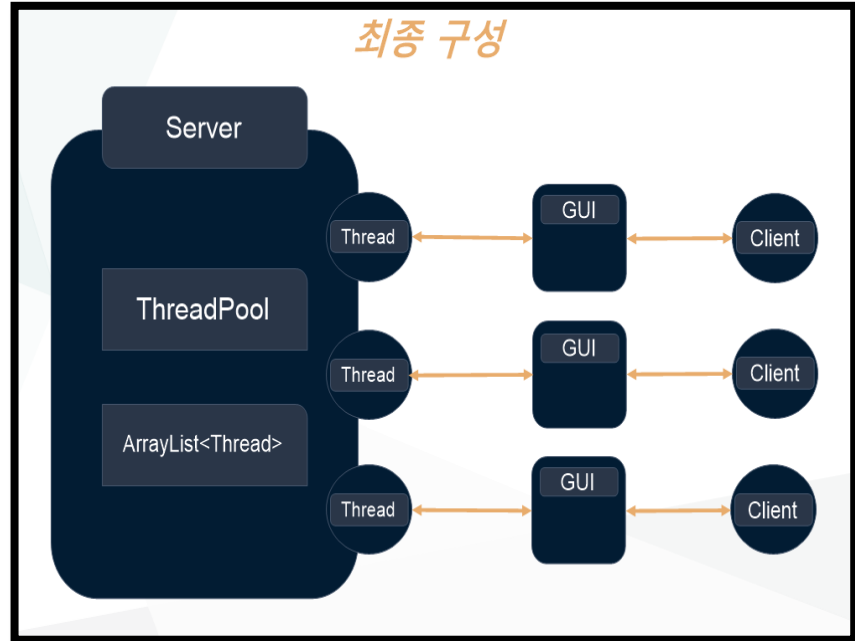 최종 구성
Server
Thread
GUI
Client
ThreadPool
Thread
GUI
Client
ArrayList<Thread>
Thread
GUI
Client